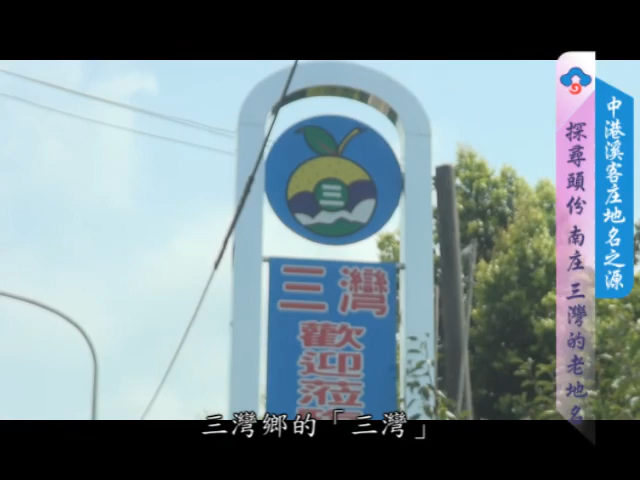 中港溪客庄地名之源
探尋頭份 南庄 三灣的老地名
三
三灣
歡迎蒞
三灣鄉的「三灣」